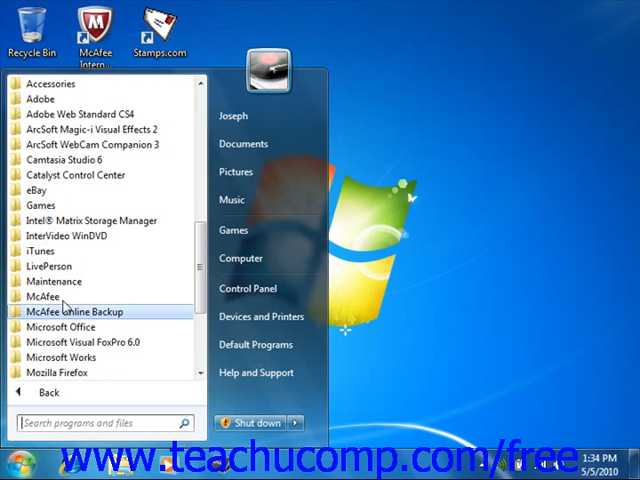 Recycle Bin
McAfee
Intern...
Stamps.com
Accessories
Adobe
Adobe Web Standard CS4
ArcSoft Magic-i Visual Effects 2
ArcSoft WebCam Companion 3
Camtasia Studio 6
Catalyst Control Center
eBay
Games
Intel® Matrix Storage Manager
InterVideo WinDVD
iTunes
LivePerson
Maintenance
McAfee
McAfee Online Backup
Microsoft Office
Microsoft Visual FoxPro 6.0
Microsoft Works
Mozilla Firefox
Back
Search programs and files
Joseph
Documents
Pictures
Music
Games
Computer
Control Panel
Devices and Printers
Default Programs
Help and Support
Shut down
www.teachucomp.com/free
1:34 PM
5/5/2010